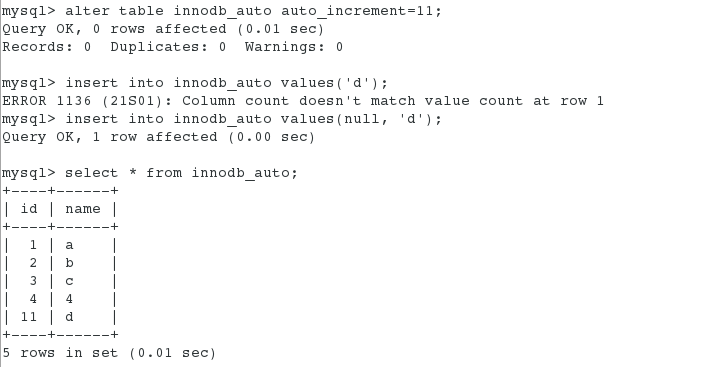 mysql> alter table innodb_auto auto_increment=11;
Query OK, 0 rows affected (0.01 sec)
Records: 0  Duplicates: 0  Warnings: 0

mysql> insert into innodb_auto values('d');
ERROR 1136 (21S01): Column count doesn't match value count at row 1
mysql> insert into innodb_auto values(null, 'd');
Query OK, 1 row affected (0.00 sec)

mysql> select * from innodb_auto;
+----+------+
| id | name |
+----+------+
|  1 | a    |
|  2 | b    |
|  3 | c    |
|  4 | 4    |
| 11 | d    |
+----+------+
5 rows in set (0.01 sec)